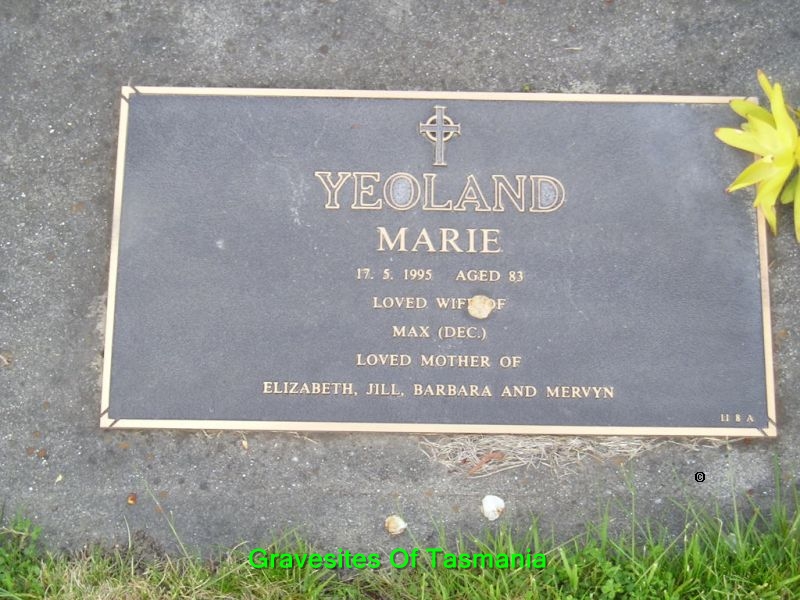 YEOLAND
MARIE
17. 5. 1995 AGED 83
LOVED WIFE OF
MAX (DEC.)
LOVED MOTHER OF
ELIZABETH, JILL, BARBARA AND MERVYN
11 8 A
©
Gravesites Of Tasmania